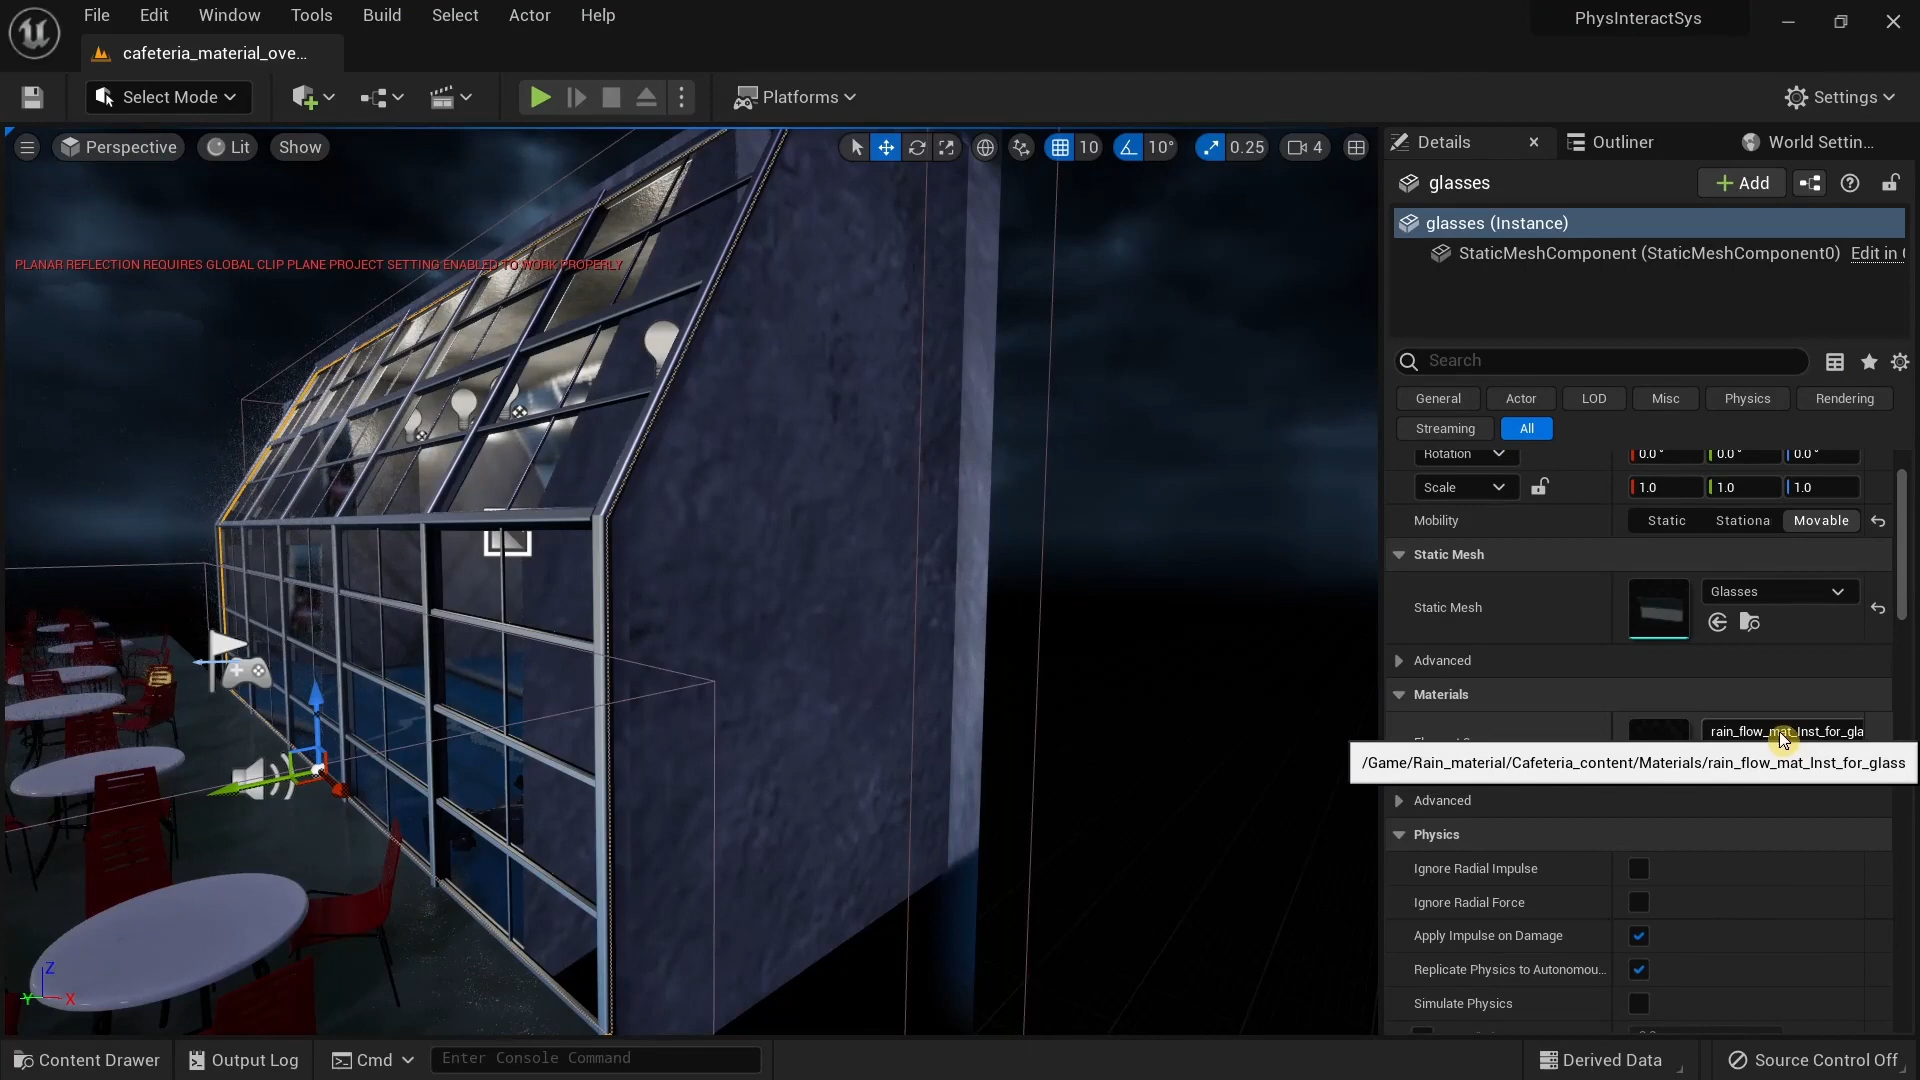 File Edit Window Tools Build Select Actor Help
PhysInteractSys
cafeteria_material_ove...
Select Mode
Platforms
Settings
Perspective Lit Show
10 10° 0.25 4
Details Outliner World Settin...
glasses
Add
glasses (Instance)
StaticMeshComponent (StaticMeshComponent0) Edit in
PLANAR REFLECTION REQUIRES GLOBAL CLIP PLANE PROJECT SETTING ENABLED TO WORK PROPERLY
Search
General Actor LOD Misc Physics Rendering
Streaming All
Rotation 0.0° 0.0° 0.0°
Scale 1.0 1.0 1.0
Mobility Static Stationa Movable
Static Mesh
Static Mesh Glasses
Advanced
Materials
rain_flow_mat_Inst_for_gla
/Game/Rain_material/Cafeteria_content/Materials/rain_flow_mat_Inst_for_glass
Advanced
Physics
Ignore Radial Impulse
Ignore Radial Force
Apply Impulse on Damage
Replicate Physics to Autonomou...
Simulate Physics
Z
Y X
Content Drawer Output Log Cmd Enter Console Command
Derived Data Source Control Off